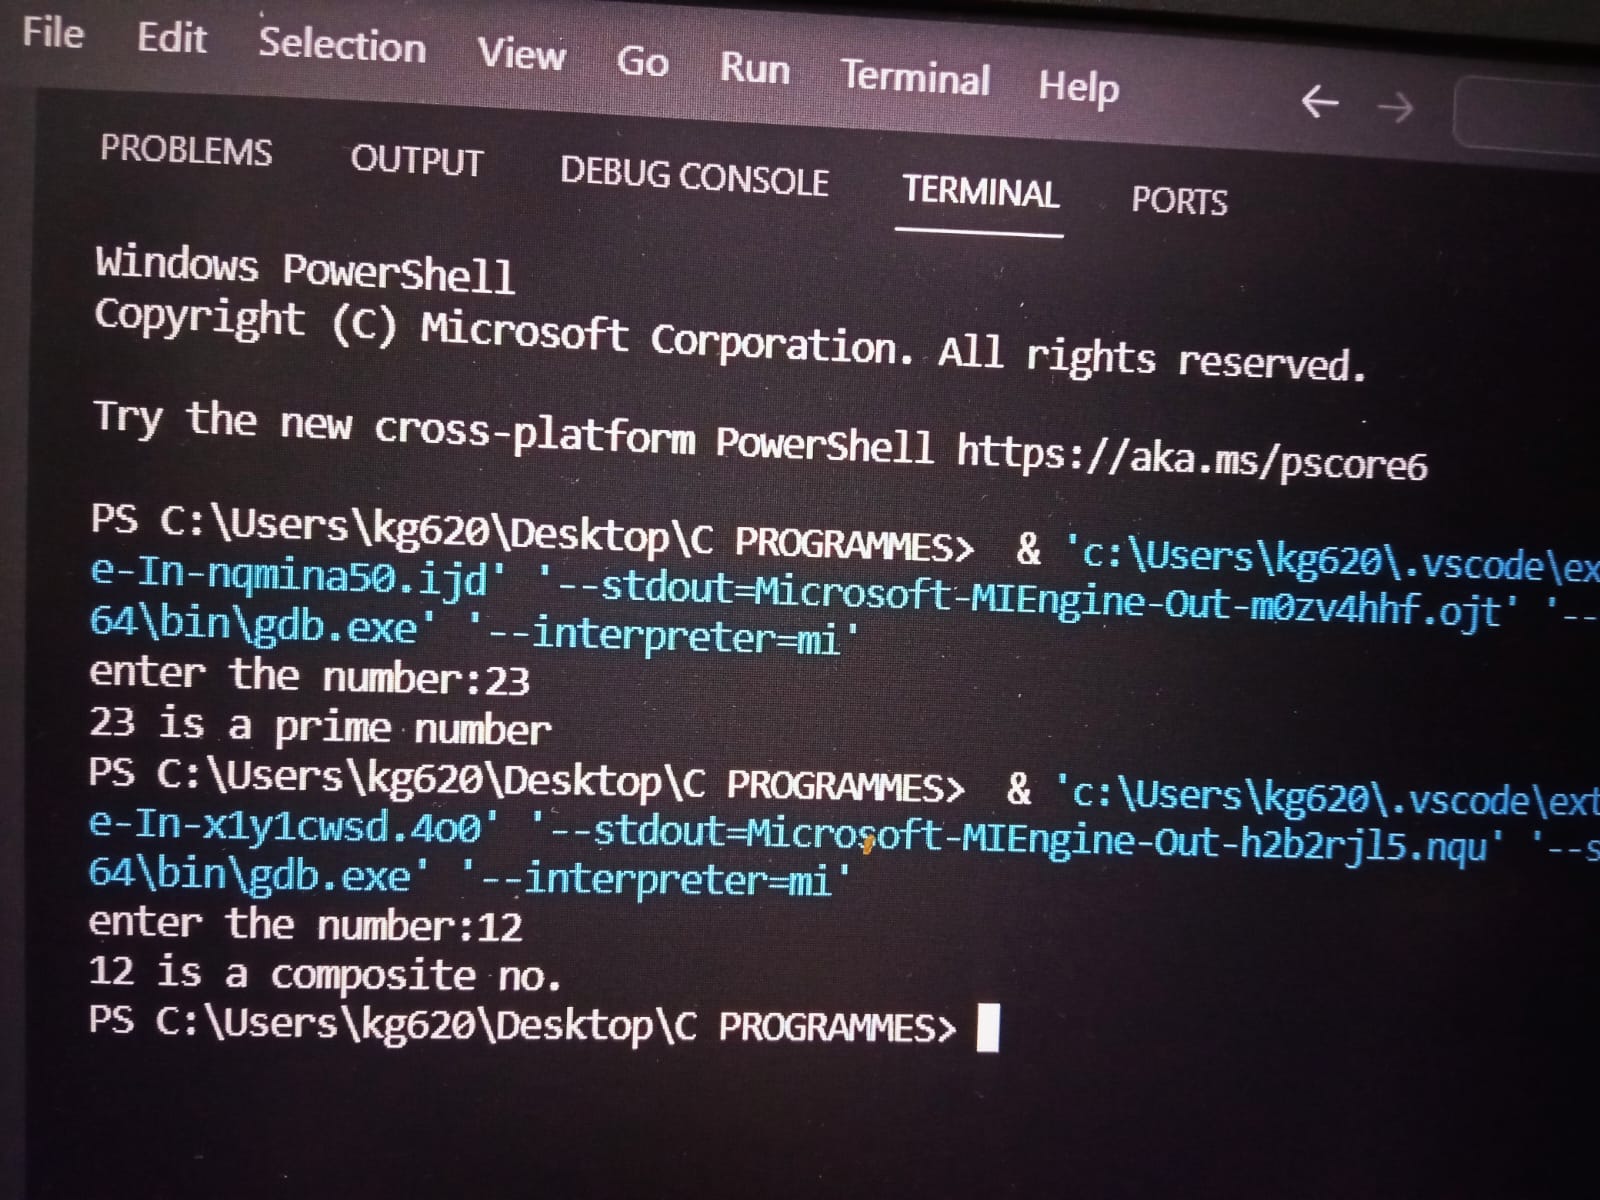 File Edit Selection View Go Run Terminal Help
PROBLEMS OUTPUT DEBUG CONSOLE TERMINAL PORTS
Windows PowerShell
Copyright (C) Microsoft Corporation. All rights reserved.
Try the new cross-platform PowerShell https://aka.ms/pscore6
PS C:\Users\kg620\Desktop\C PROGRAMMES>  & 'c:\Users\kg620\.vscode\ex
e-In-nqmina50.ijd' '--stdout=Microsoft-MIEngine-Out-m0zv4hhf.ojt' '--
64\bin\gdb.exe' '--interpreter=mi'
enter the number:23
23 is a prime number
PS C:\Users\kg620\Desktop\C PROGRAMMES>  & 'c:\Users\kg620\.vscode\ext
e-In-x1y1cwsd.4o0' '--stdout=Microsoft-MIEngine-Out-h2b2rjl5.nqu' '--s
64\bin\gdb.exe' '--interpreter=mi'
enter the number:12
12 is a composite no.
PS C:\Users\kg620\Desktop\C PROGRAMMES>